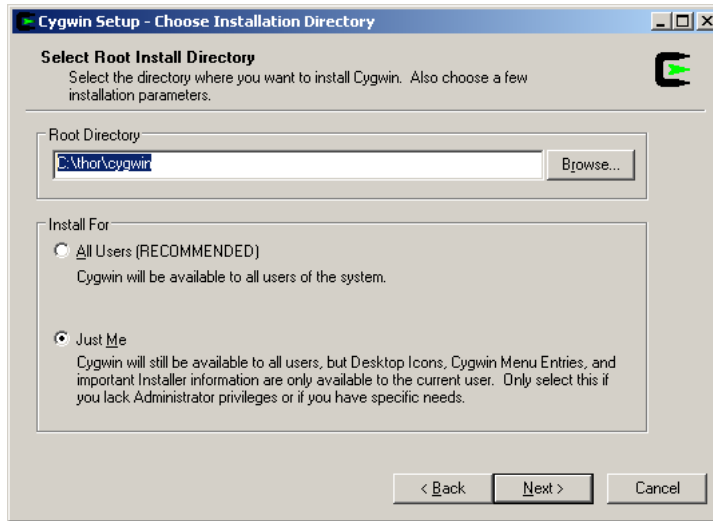 Cygwin Setup - Choose Installation Directory
Select Root Install Directory
Select the directory where you want to install Cygwin. Also choose a few
installation parameters.
Root Directory
C:\thor\cygwin
Browse...
Install For
All Users (RECOMMENDED)
Cygwin will be available to all users of the system.
Just Me
Cygwin will still be available to all users, but Desktop Icons, Cygwin Menu Entries, and
important Installer information are only available to the current user. Only select this if
you lack Administrator privileges or if you have specific needs.
< Back
Next >
Cancel